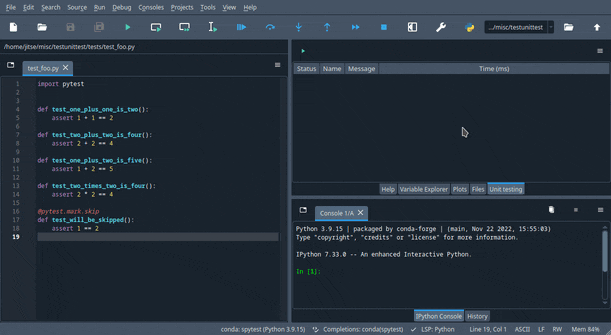 File Edit Search Source Run Debug Consoles Projects Tools View Help
.../misc/testunittest
/home/jitse/misc/testunittest/tests/test_foo.py
test_foo.py
1 import pytest
2
3
4 def test_one_plus_one_is_two():
5 assert 1 + 1 == 2
6
7 def test_two_plus_two_is_four():
8 assert 2 + 2 == 4
9
10 def test_one_plus_two_is_five():
11 assert 1 + 2 == 5
12
13 def test_two_times_two_is_four():
14 assert 2 * 2 == 4
15
16 @pytest.mark.skip
17 def test_will_be_skipped():
18 assert 1 == 2
19
Status Name Message Time (ms)
Help Variable Explorer Plots Files Unit testing
Console 1/A
Python 3.9.15 | packaged by conda-forge | (main, Nov 22 2022, 15:55:03)
Type "copyright", "credits" or "license" for more information.
IPython 7.33.0 -- An enhanced Interactive Python.
In [1]:
IPython Console History
conda: spytest (Python 3.9.15) Completions: conda(spytest) LSP: Python Line 19, Col 1 ASCII LF RW Mem 84%